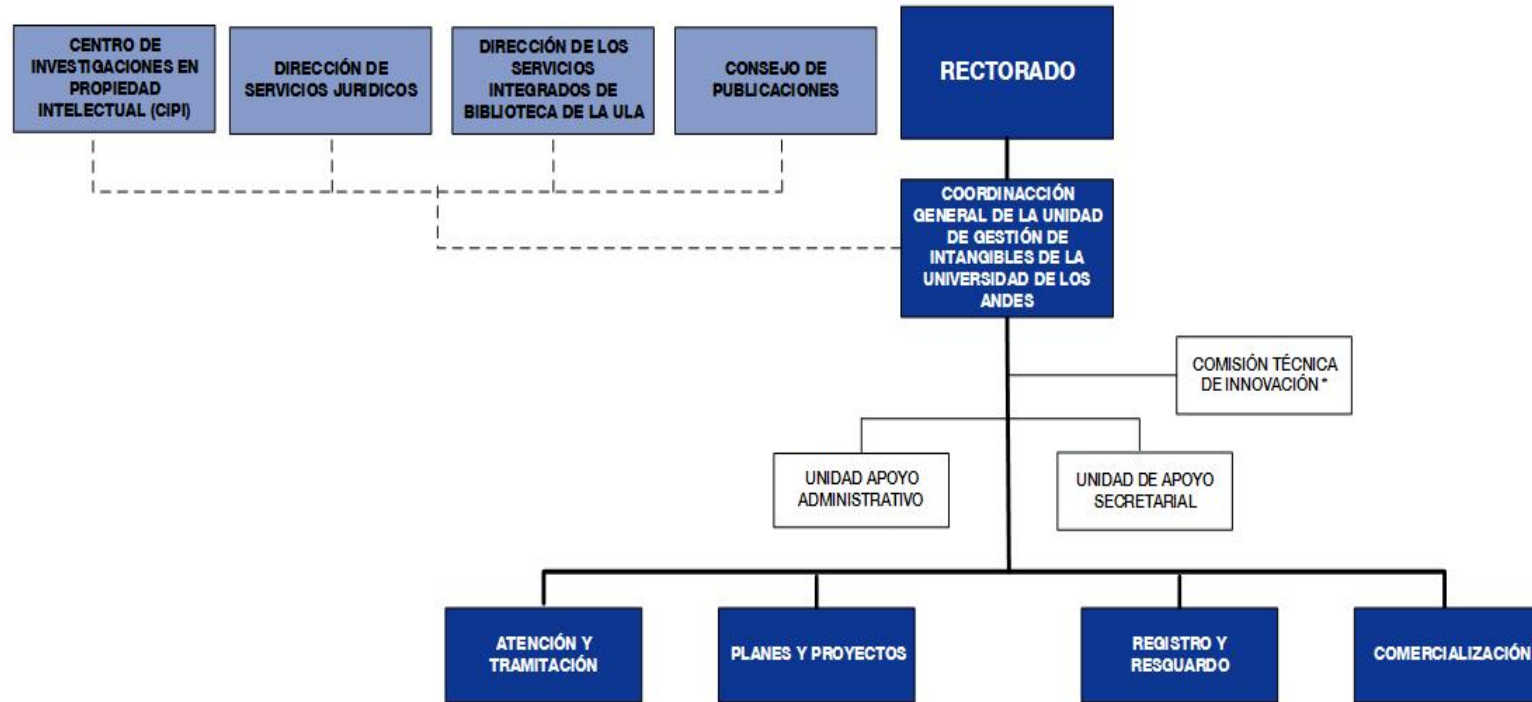 CENTRO DE
INVESTIGACIONES EN
PROPIEDAD
INTELECTUAL (CIPI)
DIRECCIÓN DE
SERVICIOS JURIDICOS
DIRECCIÓN DE LOS
SERVICIOS
INTEGRADOS DE
BIBLIOTECA DE LA ULA
CONSEJO DE
PUBLICACIONES
RECTORADO
COORDINACCIÓN
GENERAL DE LA UNIDAD
DE GESTIÓN DE
INTANGIBLES DE LA
UNIVERSIDAD DE LOS
ANDES
COMISIÓN TÉCNICA
DE INNOVACIÓN *
UNIDAD APOYO
ADMINISTRATIVO
UNIDAD DE APOYO
SECRETARIAL
ATENCIÓN Y
TRAMITACIÓN
PLANES Y PROYECTOS
REGISTRO Y
RESGUARDO
COMERCIALIZACIÓN